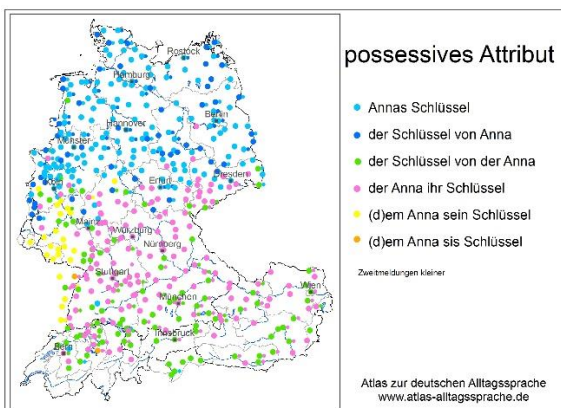 possessives Attribut
Annas Schlüssel
der Schlüssel von Anna
der Schlüssel von der Anna
der Anna ihr Schlüssel
(d)em Anna sein Schlüssel
(d)em Anna sis Schlüssel
Zweitmeldungen kleiner
Rostock
Hamburg
Berlin
Hannover
Münster
Köln
Erfurt
Dresden
Mainz
Würzburg
Nürnberg
Stuttgart
München
Wien
Innsbruck
Bern
Atlas zur deutschen Alltagssprache
www.atlas-alltagssprache.de